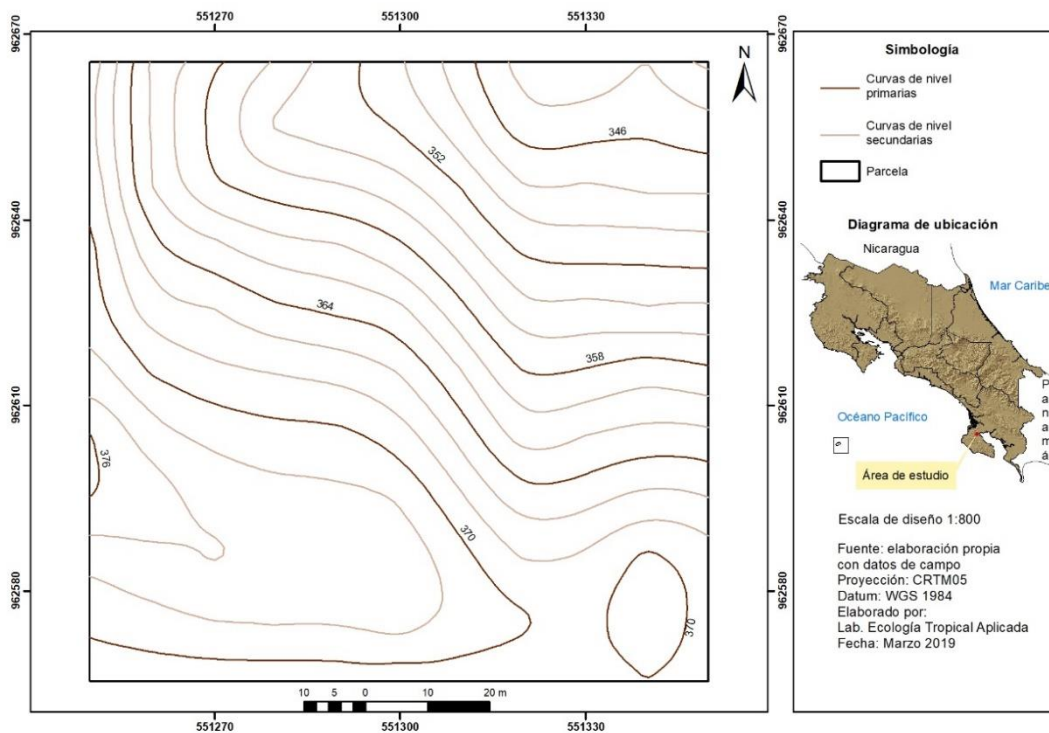 551270
551300
551330
962670
962670
N
346
352
962640
962640
364
358
962610
962610
376
370
962580
962580
370
10 5 0 10 20 m
551270
551300
551330
Simbología
Curvas de nivel
primarias
Curvas de nivel
secundarias
Parcela
Diagrama de ubicación
Nicaragua
Mar Caribe
Océano Pacífico
P
a
n
a
m
á
Área de estudio
Escala de diseño 1:800
Fuente: elaboración propia
con datos de campo
Proyección: CRTM05
Datum: WGS 1984
Elaborado por:
Lab. Ecología Tropical Aplicada
Fecha: Marzo 2019